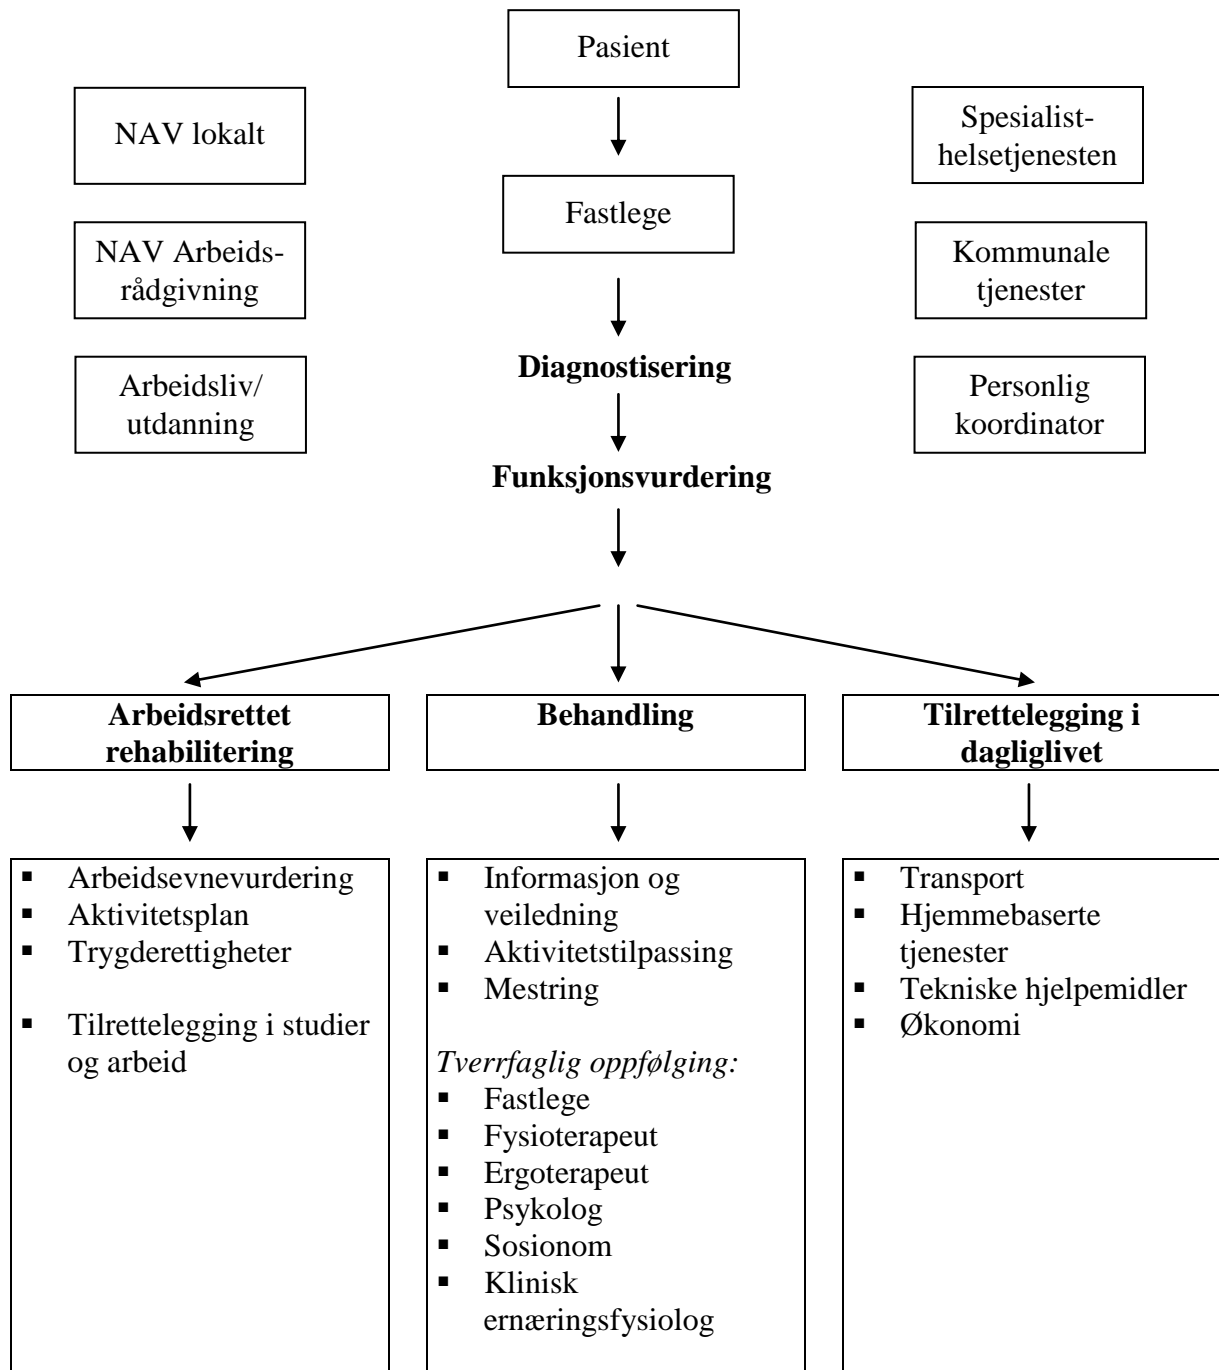 Pasient
NAV lokalt
Spesialist-
helsetjenesten
Fastlege
NAV Arbeids-
rådgivning
Kommunale
tjenester
Diagnostisering
Arbeidsliv/
utdanning
Personlig
koordinator
Funksjonsvurdering
Arbeidsrettet
rehabilitering
Behandling
Tilrettelegging i
dagliglivet
▪ Arbeidsevnevurdering
▪ Aktivitetsplan
▪ Trygderettigheter
▪ Tilrettelegging i studier
og arbeid
▪ Informasjon og
veiledning
▪ Aktivitetstilpassing
▪ Mestring
Tverrfaglig oppfølging:
▪ Fastlege
▪ Fysioterapeut
▪ Ergoterapeut
▪ Psykolog
▪ Sosionom
▪ Klinisk
ernæringsfysiolog
▪ Transport
▪ Hjemmebaserte
tjenester
▪ Tekniske hjelpemidler
▪ Økonomi